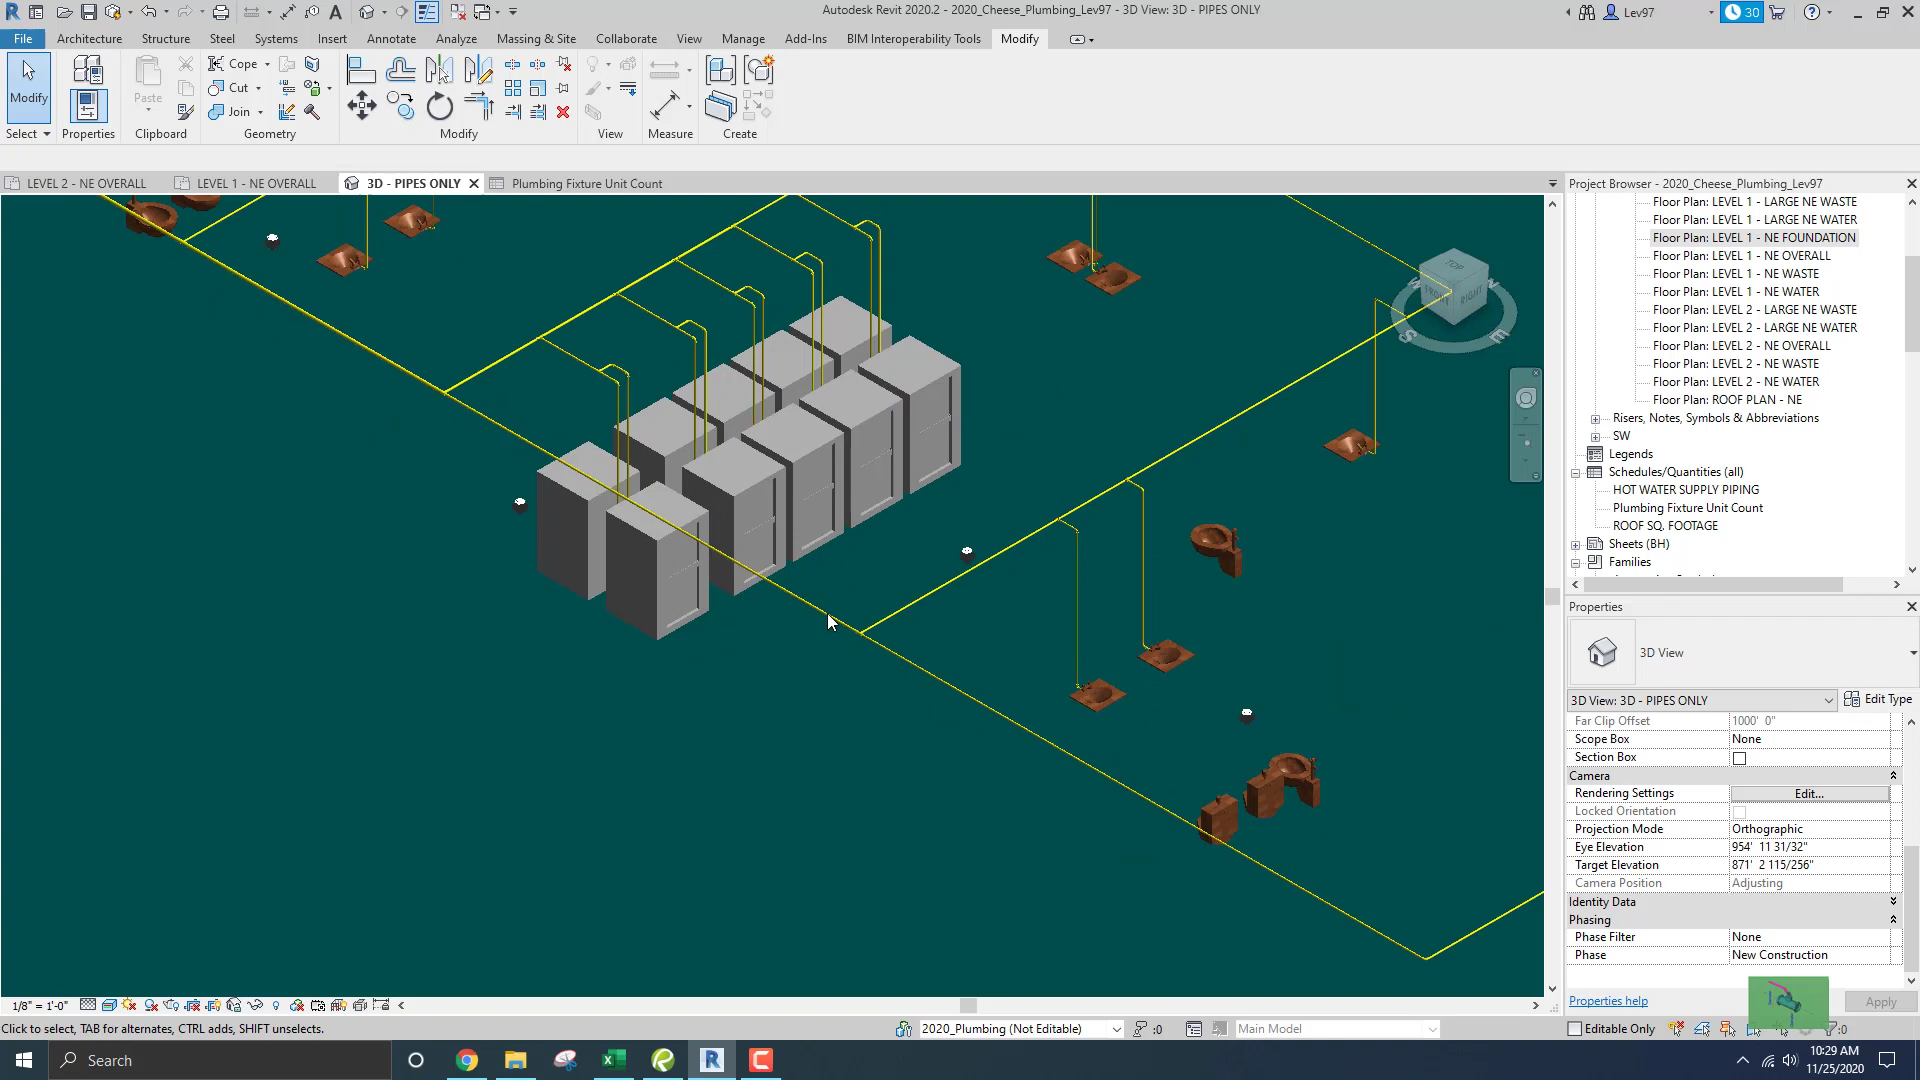 Autodesk Revit 2020.2 - 2020_Cheese_Plumbing_Lev97 - 3D View: 3D - PIPES ONLY
Lev97
30
File Architecture Structure Steel Systems Insert Annotate Analyze Massing & Site Collaborate View Manage Add-Ins BIM Interoperability Tools Modify
Modify
Paste
Cope
Cut
Join
Select Properties Clipboard Geometry Modify View Measure Create
LEVEL 2 - NE OVERALL LEVEL 1 - NE OVERALL 3D - PIPES ONLY Plumbing Fixture Unit Count
TOP
FRONT
RIGHT
W N
S E
Project Browser - 2020_Cheese_Plumbing_Lev97
Floor Plan: LEVEL 1 - LARGE NE WASTE
Floor Plan: LEVEL 1 - LARGE NE WATER
Floor Plan: LEVEL 1 - NE FOUNDATION
Floor Plan: LEVEL 1 - NE OVERALL
Floor Plan: LEVEL 1 - NE WASTE
Floor Plan: LEVEL 1 - NE WATER
Floor Plan: LEVEL 2 - LARGE NE WASTE
Floor Plan: LEVEL 2 - LARGE NE WATER
Floor Plan: LEVEL 2 - NE OVERALL
Floor Plan: LEVEL 2 - NE WASTE
Floor Plan: LEVEL 2 - NE WATER
Floor Plan: ROOF PLAN - NE
Risers, Notes, Symbols & Abbreviations
SW
Legends
Schedules/Quantities (all)
HOT WATER SUPPLY PIPING
Plumbing Fixture Unit Count
ROOF SQ. FOOTAGE
Sheets (BH)
Families
Properties
3D View
3D View: 3D - PIPES ONLY Edit Type
Far Clip Offset 1000' 0"
Scope Box None
Section Box
Camera
Rendering Settings Edit...
Locked Orientation
Projection Mode Orthographic
Eye Elevation 954' 11 31/32"
Target Elevation 871' 2 115/256"
Camera Position Adjusting
Identity Data
Phasing
Phase Filter None
Phase New Construction
Properties help Apply
1/8" = 1'-0"
Click to select, TAB for alternates, CTRL adds, SHIFT unselects.
2020_Plumbing (Not Editable) :0 Main Model Editable Only :0
Search
10:29 AM
11/25/2020